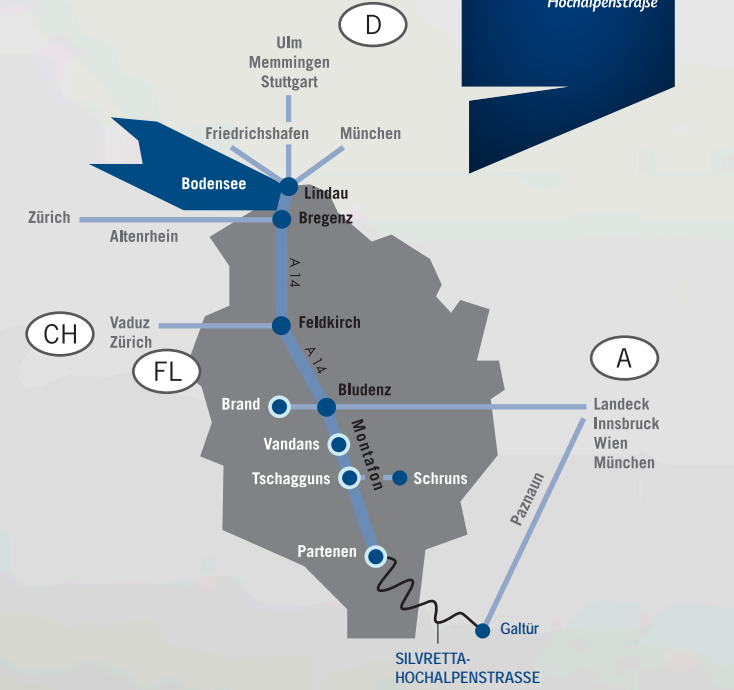 Hochalpenstraße
D
Ulm
Memmingen
Stuttgart
Friedrichshafen
München
Bodensee
Lindau
Zürich
Bregenz
Altenrhein
A 14
CH
Vaduz
Zürich
Feldkirch
FL
A 14
A
Bludenz
Brand
Landeck
Innsbruck
Wien
München
Montafon
Vandans
Tschagguns
Schruns
Paznaun
Partenen
Galtür
SILVRETTA-
HOCHALPENSTRASSE